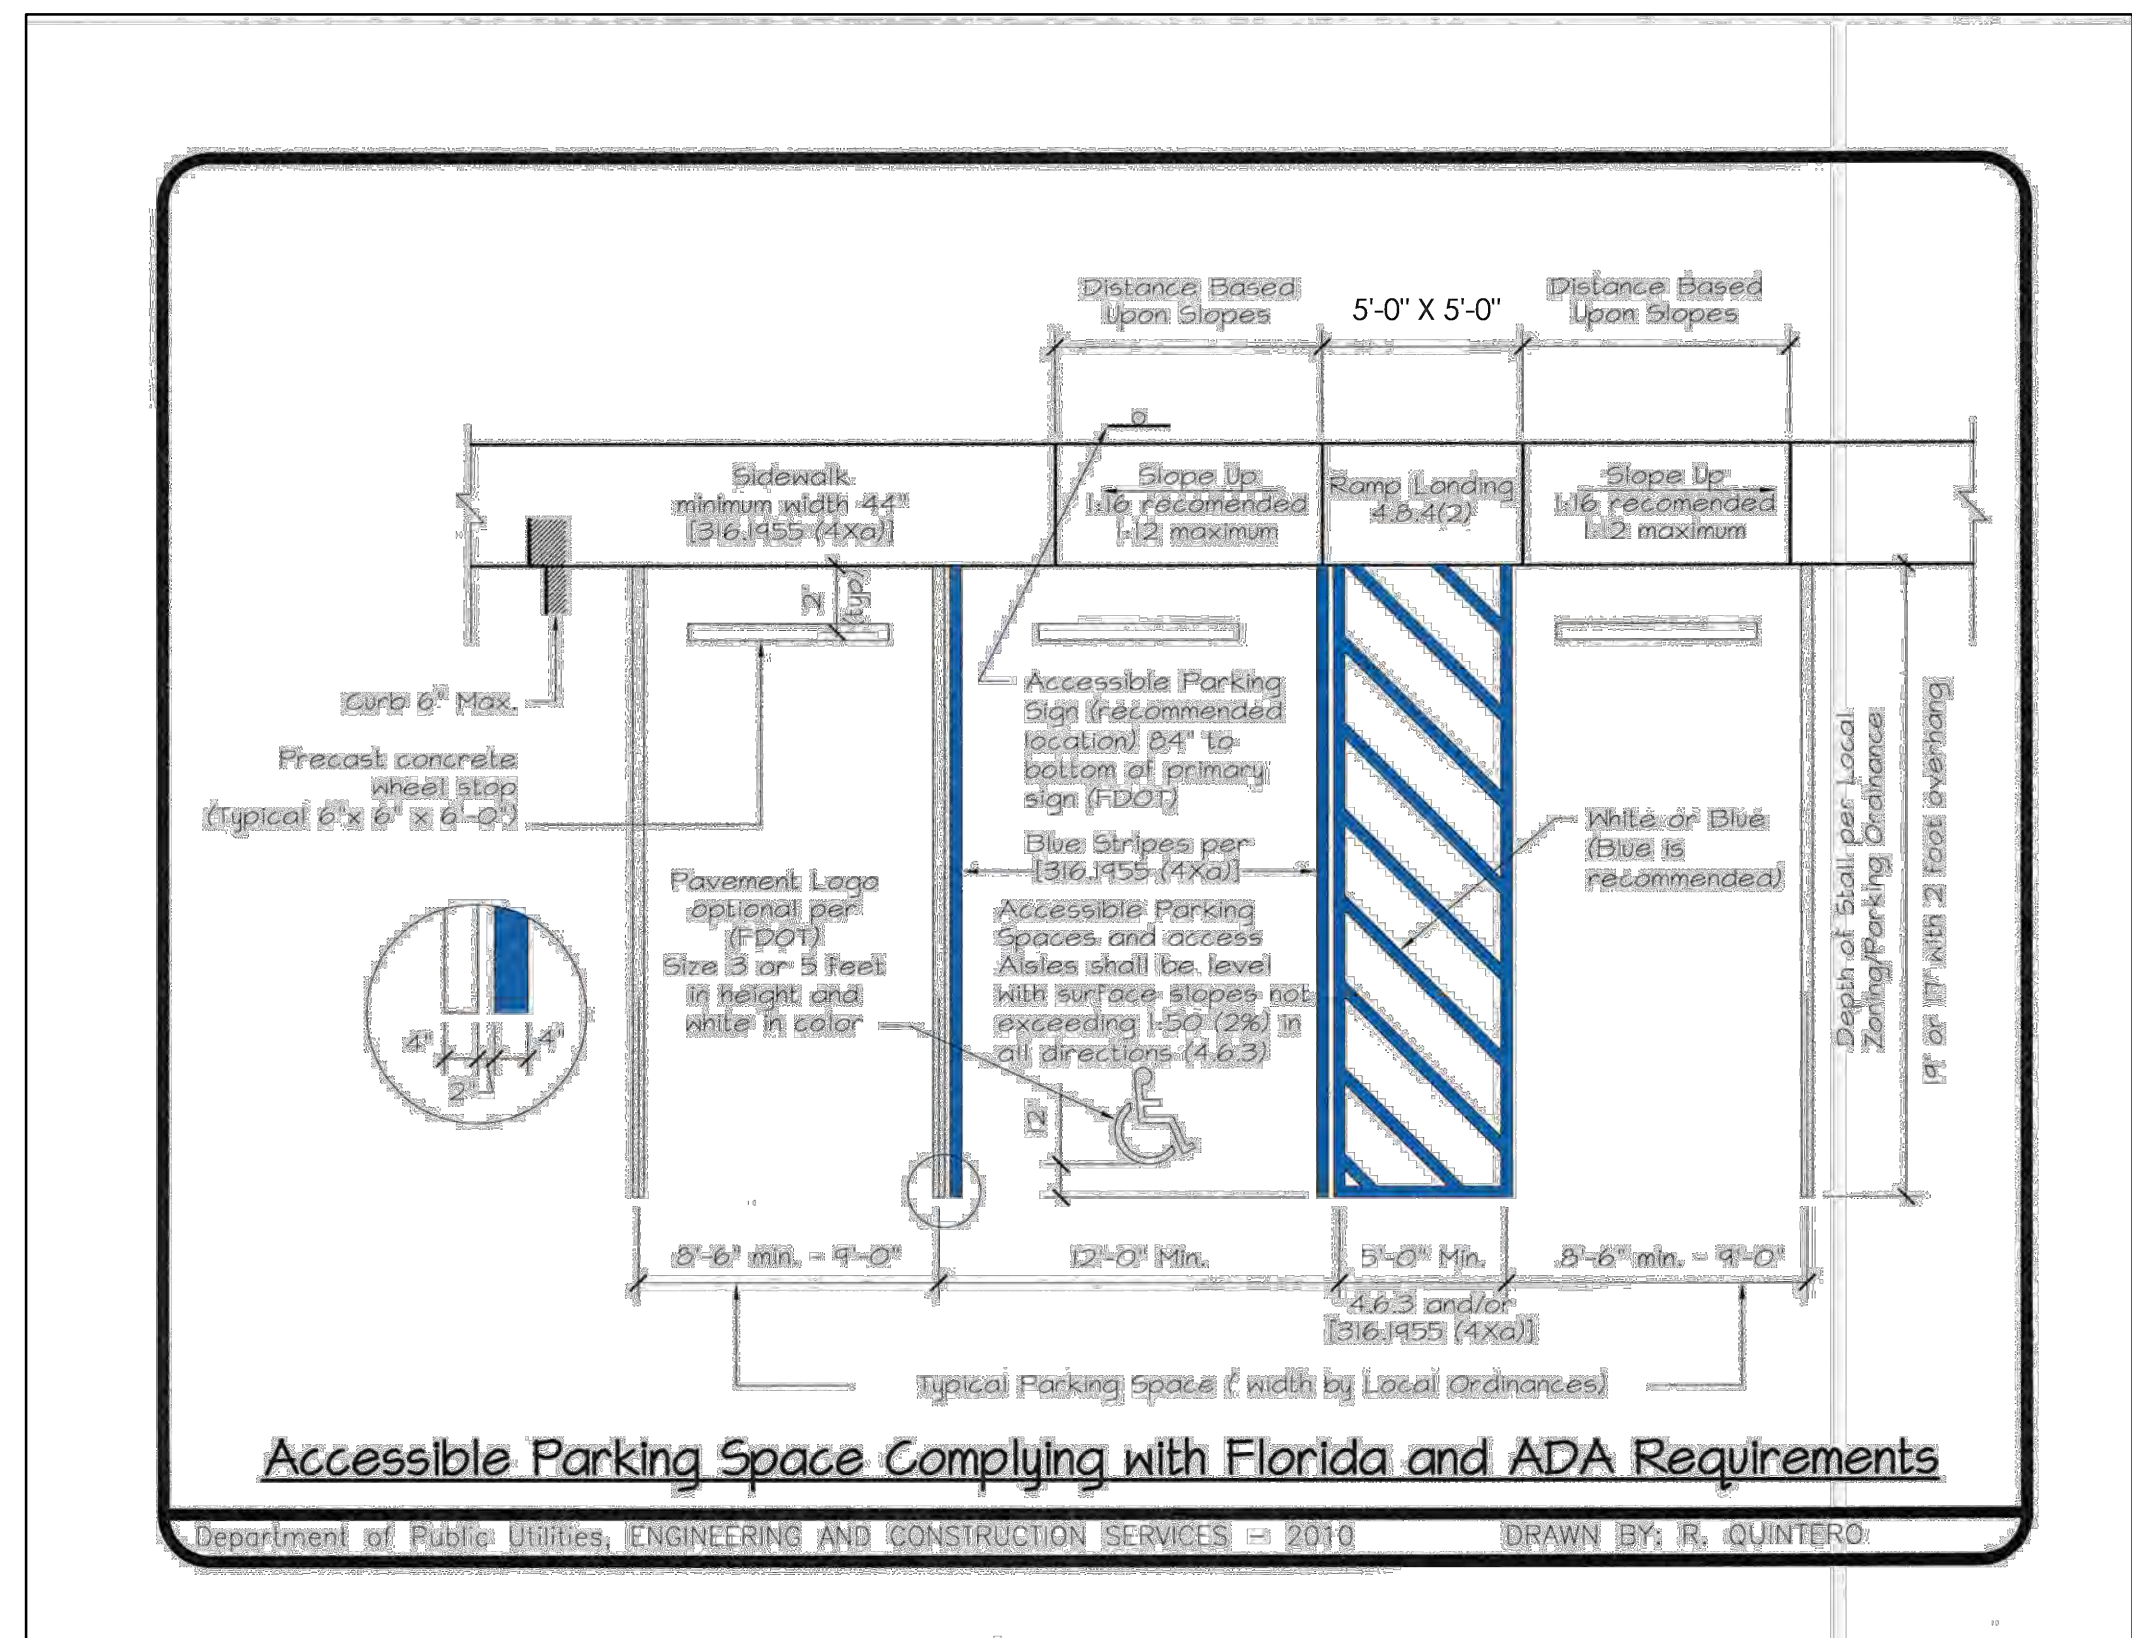 Distance Based
Upon Slopes
5'-0" X 5'-0"
Distance Based
Upon Slopes
Sidewalk
minimum width 44"
[316.1955 (4)(a)]
Slope Up
1:16 recomended
1:12 maximum
Ramp Landing
4.8.4(2)
Slope Up
1:16 recomended
1:12 maximum
2'
(typ)
Curb 6" Max.
Precast concrete
wheel stop
(Typical 6"x 6" x 6'-0")
Accessible Parking
Sign (recommended
location) 84" to
bottom of primary
sign (FDOT)
Blue Stripes per
[316.1955 (4)(a)]
Accessible Parking
Spaces and access
Aisles shall be level
with surface slopes not
exceeding 1:50 (2%) in
all directions (4.6.3)
Pavement Logo
optional per
(FDOT)
Size 3 or 5 feet
in height and
white in color
White or Blue
(Blue is
recommended)
Depth of Stall per Local
Zoning/Parking Ordinance
19' or 17' with 2 foot overhang
4"
4"
2"
12"
8'-6" min. - 9'-0"
12'-0" Min.
5'-0" Min.
8'-6" min. - 9'-0"
4.6.3 and/or
[316.1955 (4)(a)]
Typical Parking Space ( width by Local Ordinances)
Accessible Parking Space Complying with Florida and ADA Requirements
Department of Public Utilities, ENGINEERING AND CONSTRUCTION SERVICES - 2010
DRAWN BY: R. QUINTERO